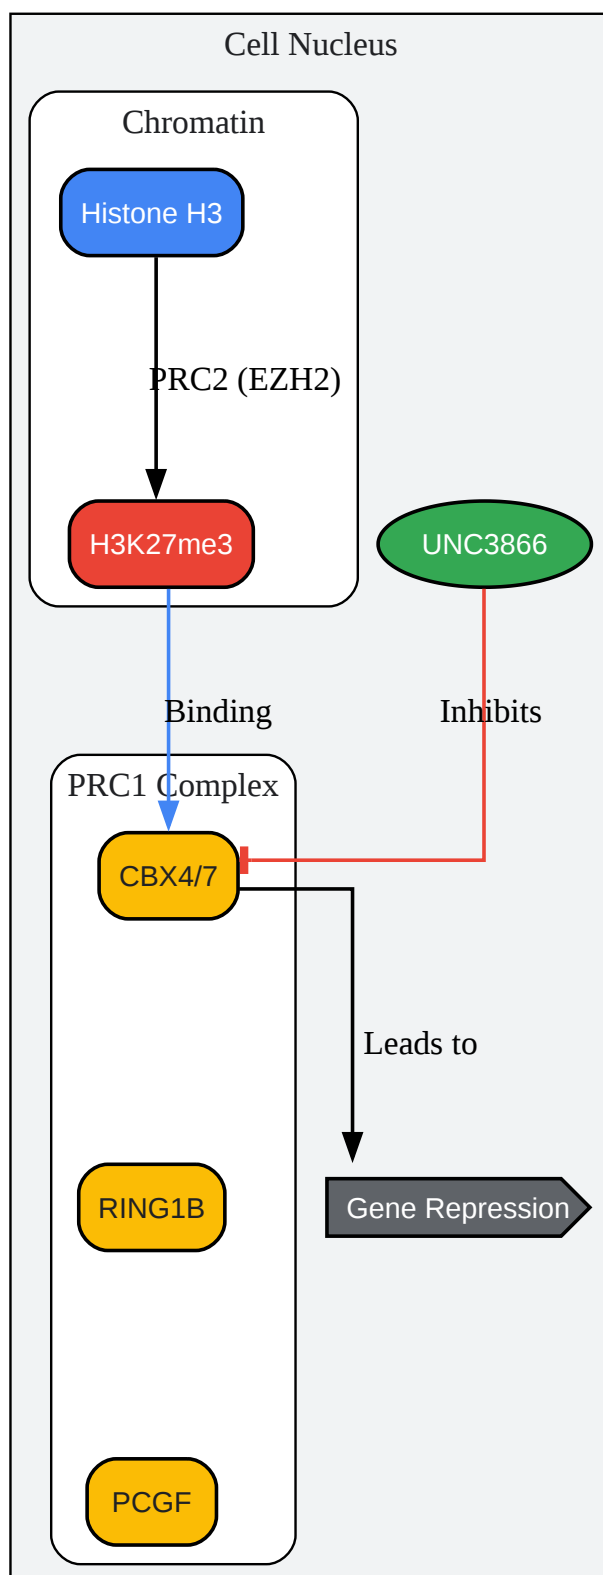 Cell Nucleus
Chromatin
Histone H3
PRC2 (EZH2)
H3K27me3
UNC3866
Binding
Inhibits
PRC1 Complex
CBX4/7
Leads to
RING1B
Gene Repression
PCGF